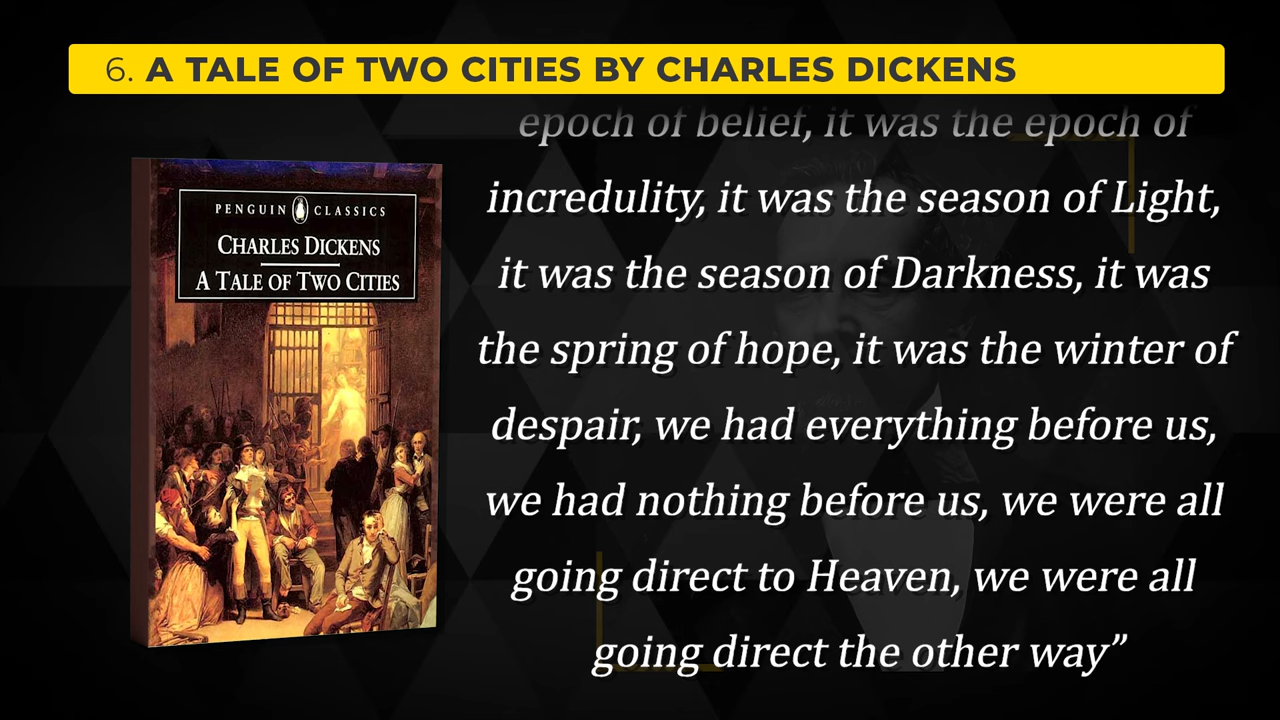 6. A TALE OF TWO CITIES BY CHARLES DICKENS
PENGUIN CLASSICS
CHARLES DICKENS
A TALE OF TWO CITIES
epoch of belief, it was the epoch of
incredulity, it was the season of Light,
it was the season of Darkness, it was
the spring of hope, it was the winter of
despair, we had everything before us,
we had nothing before us, we were all
going direct to Heaven, we were all
going direct the other way”